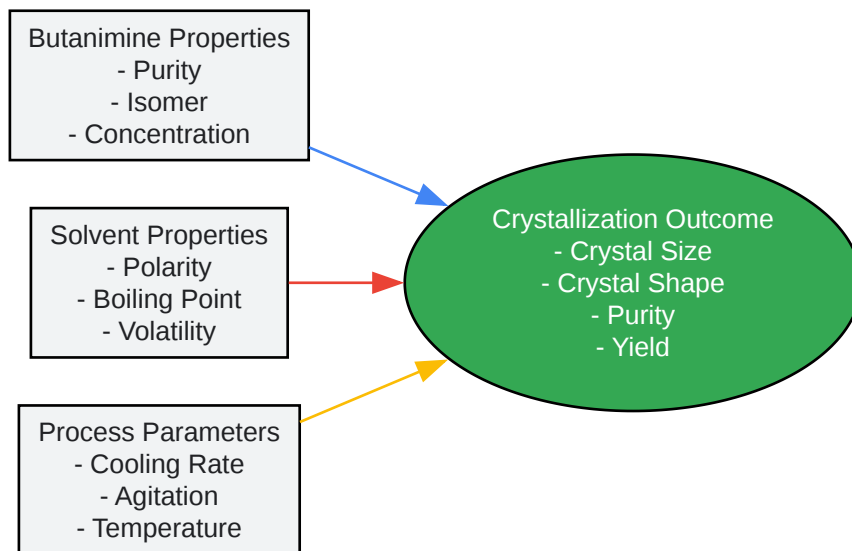 Butanimine Properties
- Purity
- Isomer
- Concentration
Solvent Properties
- Polarity
- Boiling Point
- Volatility
Process Parameters
- Cooling Rate
- Agitation
- Temperature
Crystallization Outcome
- Crystal Size
- Crystal Shape
- Purity
- Yield